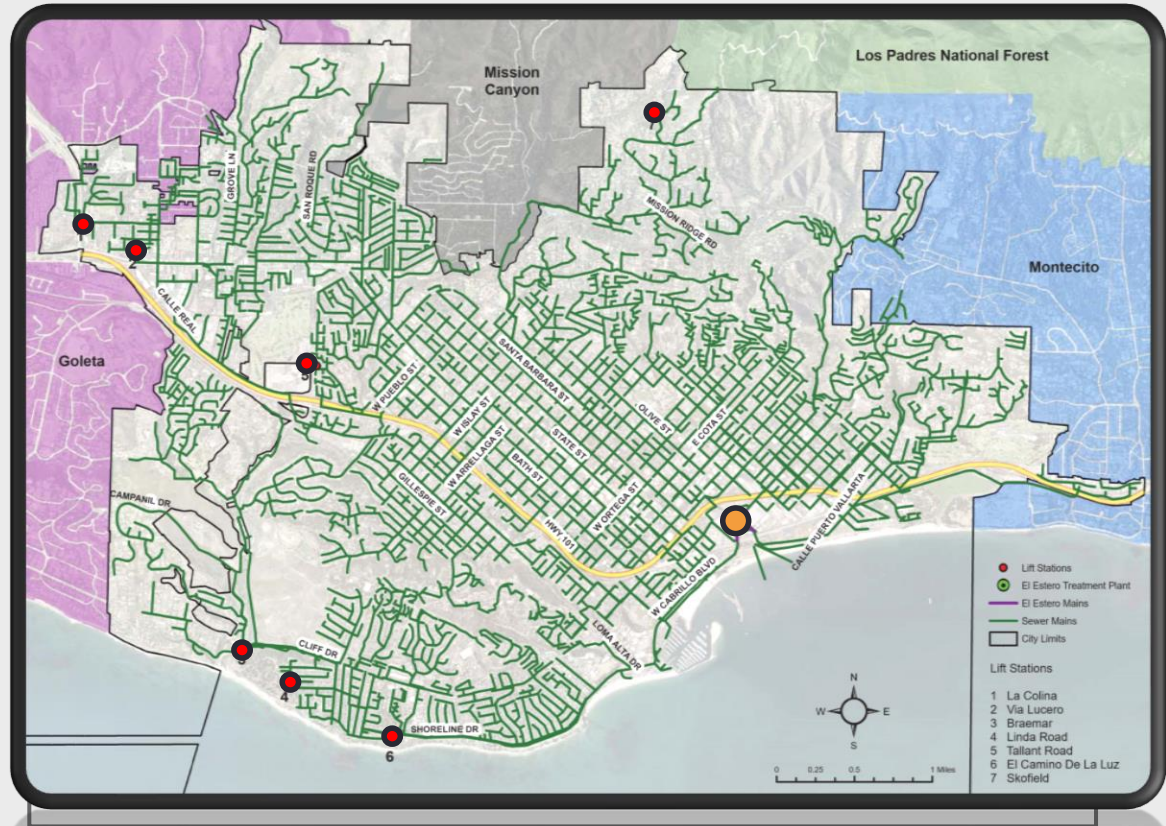 Los Padres National Forest
Mission
Canyon
GROVE LN
SAN ROQUE RD
MISSION RIDGE RD
Montecito
CALLE REAL
Goleta
5
W PUEBLO ST
SANTA BARBARA ST
W ISLAY ST
OLIVE ST
E COTA ST
STATE ST
W ARRELLAGA ST
BATH ST
GILLESPIE ST
W ORTEGA ST
CAMPANIL DR
HWY 101
CALLE PUERTO VALLARTA
W CABRILLO BLVD
LOMA ALTA DR
CLIFF DR
3
4
SHORELINE DR
6
Lift Stations
El Estero Treatment Plant
El Estero Mains
Sewer Mains
City Limits
Lift Stations
1 La Colina
2 Via Lucero
3 Braemar
4 Linda Road
5 Tallant Road
6 El Camino De La Luz
7 Skofield
N
W E
S
0 0.25 0.5 1 Miles